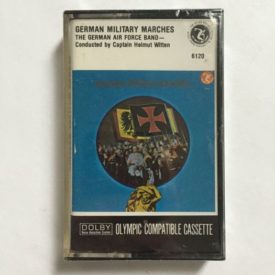 GERMAN MILITARY MARCHES
THE GERMAN AIR FORCE BAND—
Conducted by Captain Helmut Witten
6120
DOLBY
OLYMPIC COMPATIBLE CASSETTE